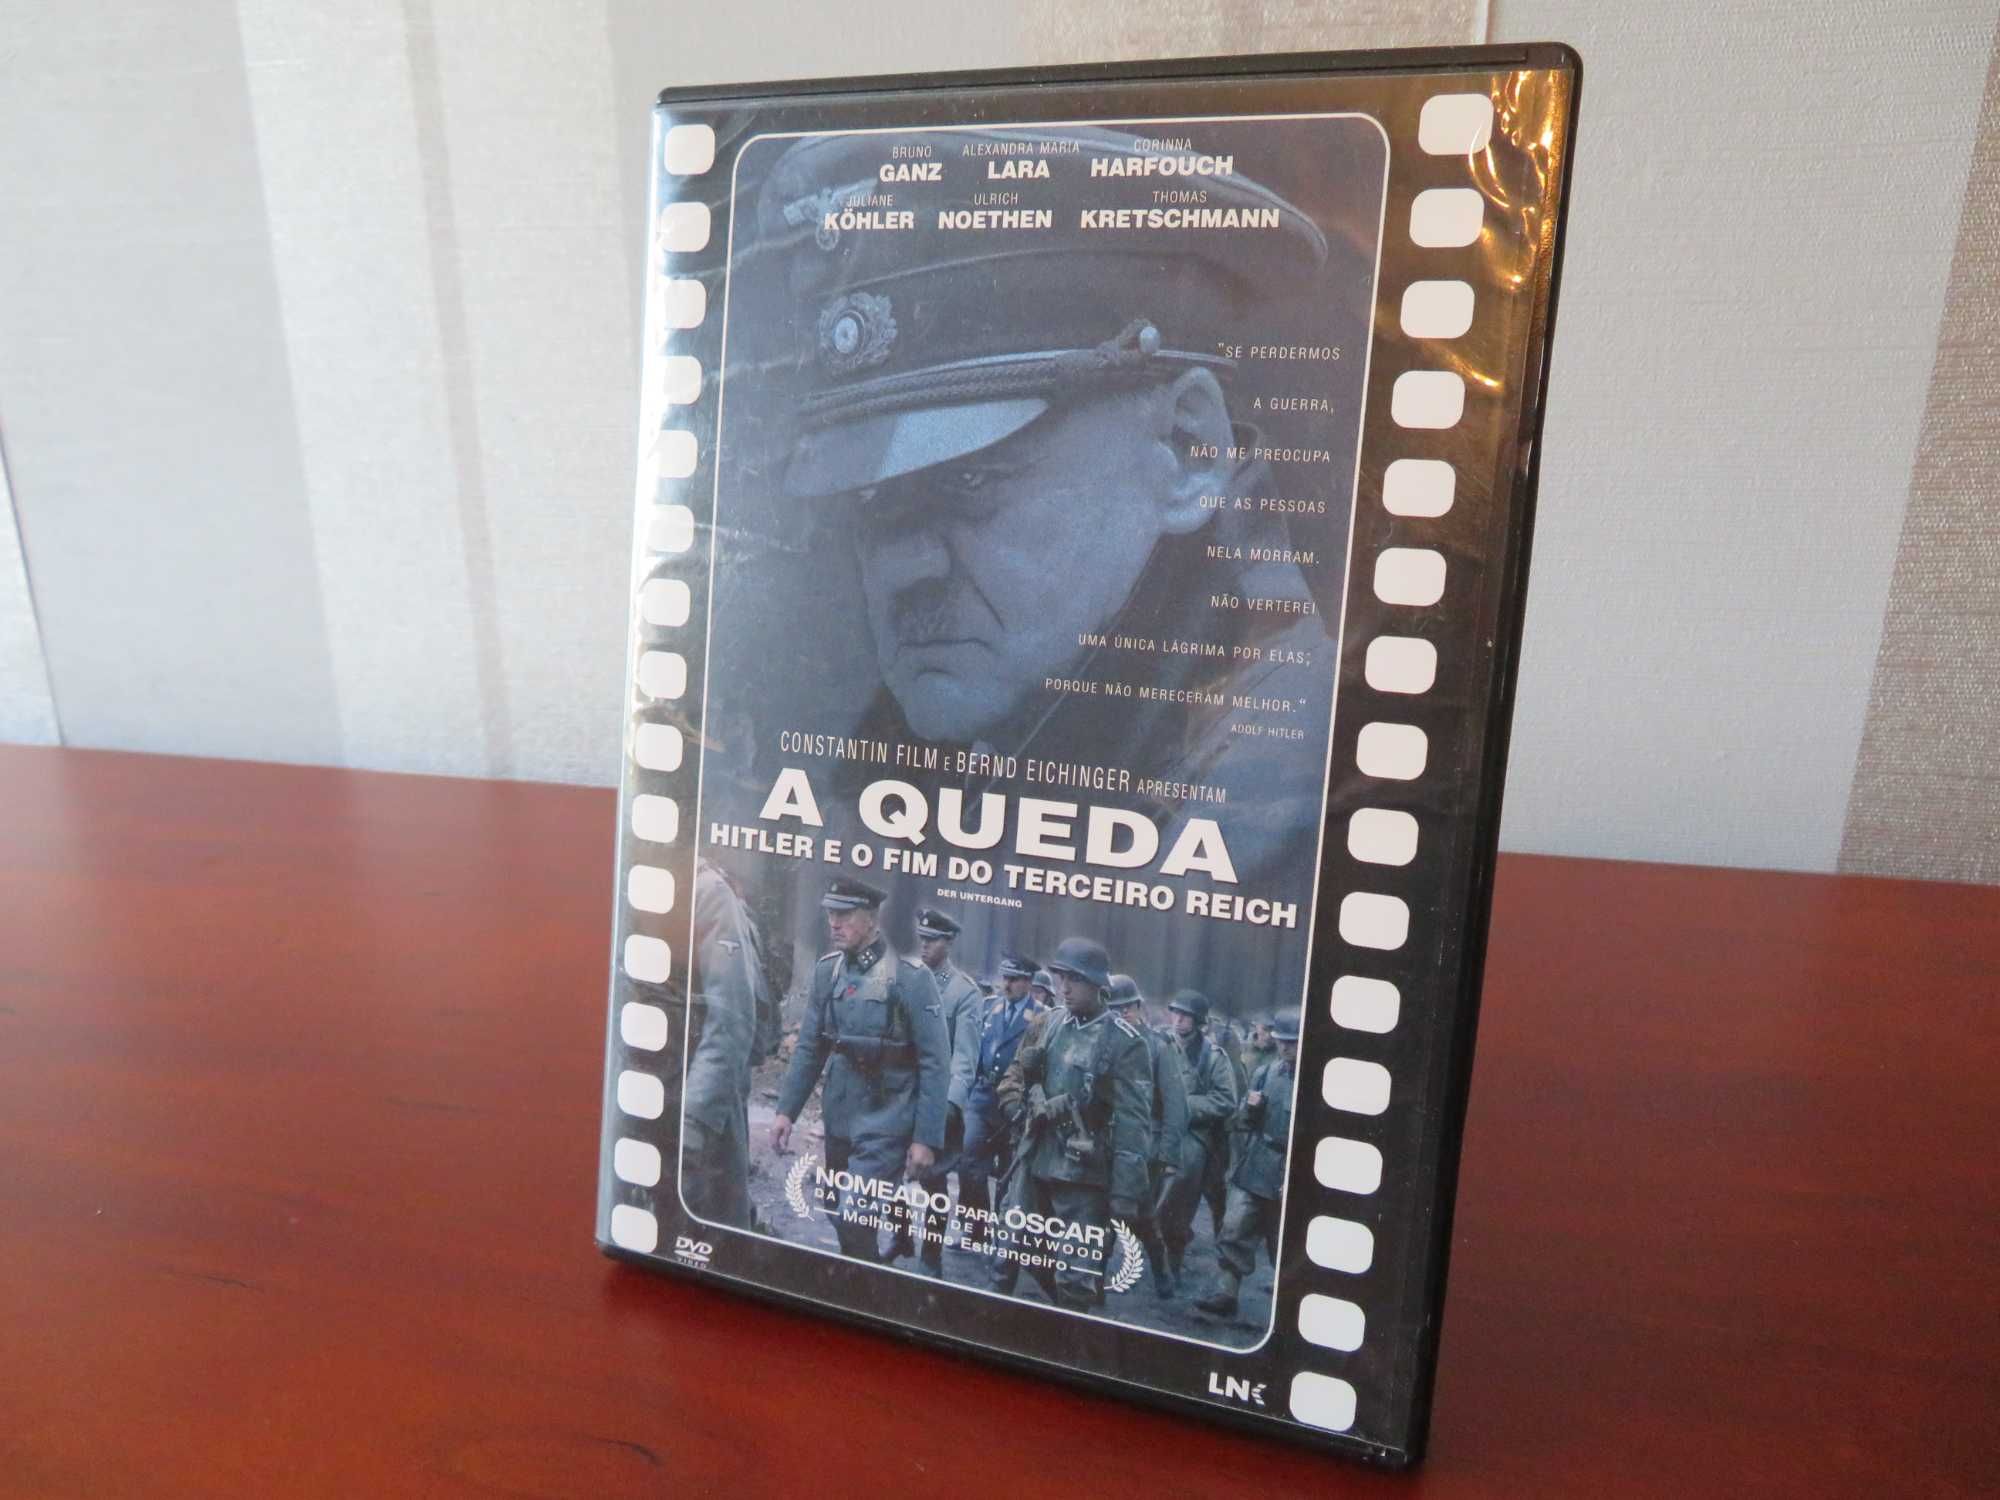 BRUNO ALEXANDRA MARIA CORINNA
GANZ LARA HARFOUCH
JULIANE ULRICH THOMAS
KÖHLER NOETHEN KRETSCHMANN
"SE PERDERMOS
A GUERRA,
NÃO ME PREOCUPA
QUE AS PESSOAS
NELA MORRAM.
NÃO VERTEREI
UMA ÚNICA LÁGRIMA POR ELAS;
PORQUE NÃO MERECERAM MELHOR."
ADOLF HITLER
CONSTANTIN FILM E BERND EICHINGER APRESENTAM
A QUEDA
HITLER E O FIM DO TERCEIRO REICH
DER UNTERGANG
NOMEADO PARA ÓSCAR®
DA ACADEMIA™ DE HOLLYWOOD
Melhor Filme Estrangeiro
DVD
VIDEO
LNK